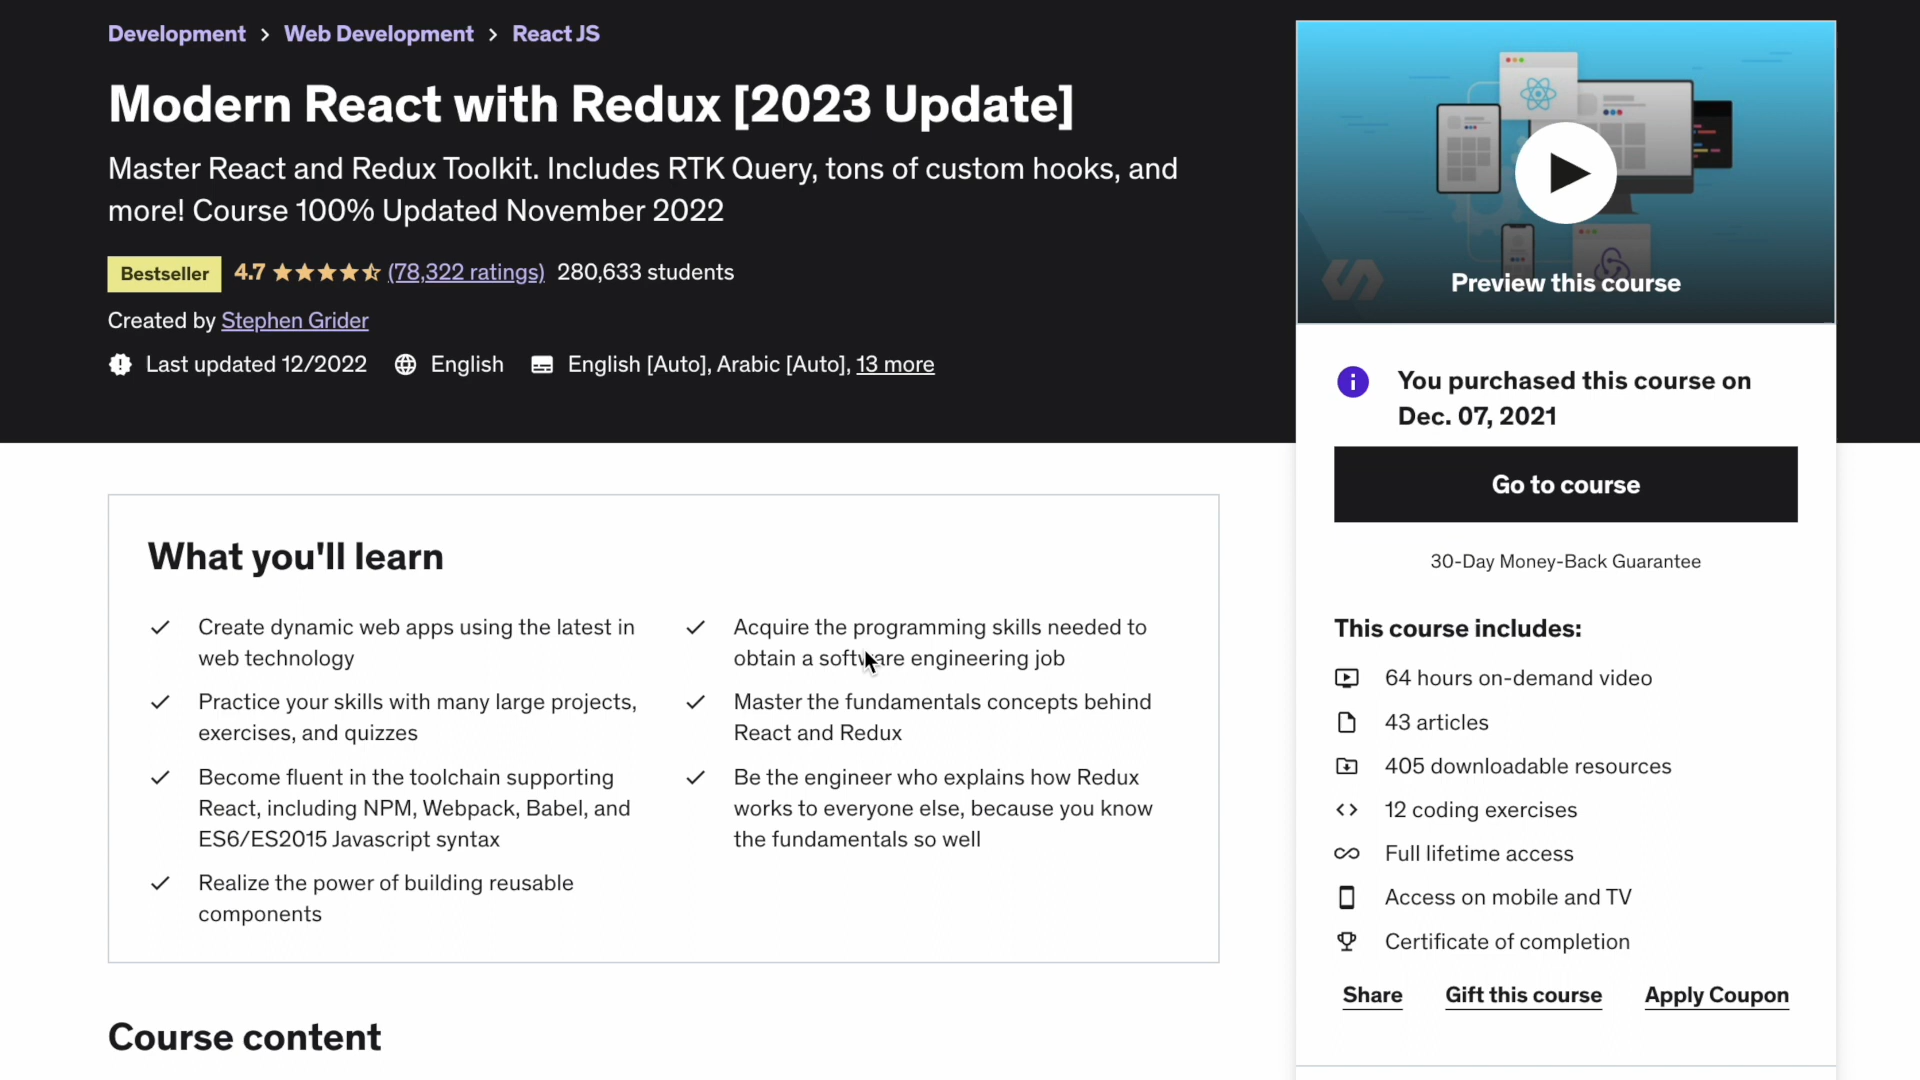 Development > Web Development > React JS
Modern React with Redux [2023 Update]
Master React and Redux Toolkit. Includes RTK Query, tons of custom hooks, and
more! Course 100% Updated November 2022
Bestseller 4.7 (78,322 ratings) 280,633 students
Created by Stephen Grider
Last updated 12/2022 English English [Auto], Arabic [Auto], 13 more
Preview this course
You purchased this course on
Dec. 07, 2021
Go to course
30-Day Money-Back Guarantee
This course includes:
64 hours on-demand video
43 articles
405 downloadable resources
12 coding exercises
Full lifetime access
Access on mobile and TV
Certificate of completion
Share Gift this course Apply Coupon
What you'll learn
Create dynamic web apps using the latest in
web technology
Practice your skills with many large projects,
exercises, and quizzes
Become fluent in the toolchain supporting
React, including NPM, Webpack, Babel, and
ES6/ES2015 Javascript syntax
Realize the power of building reusable
components
Acquire the programming skills needed to
obtain a software engineering job
Master the fundamentals concepts behind
React and Redux
Be the engineer who explains how Redux
works to everyone else, because you know
the fundamentals so well
Course content